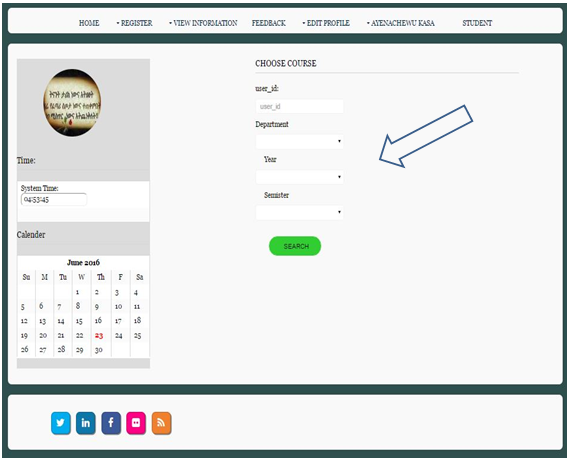 HOME REGISTER VIEW INFORMATION FEEDBACK EDIT PROFILE AYENACHEWU KASA STUDENT
Time:
System Time:
04:53:45
Calender
June 2016
Su M Tu W Th F Sa
1 2 3 4
5 6 7 8 9 10 11
12 13 14 15 16 17 18
19 20 21 22 23 24 25
26 27 28 29 30
CHOOSE COURSE
user_id:
user_id
Department
Year
Semister
SEARCH